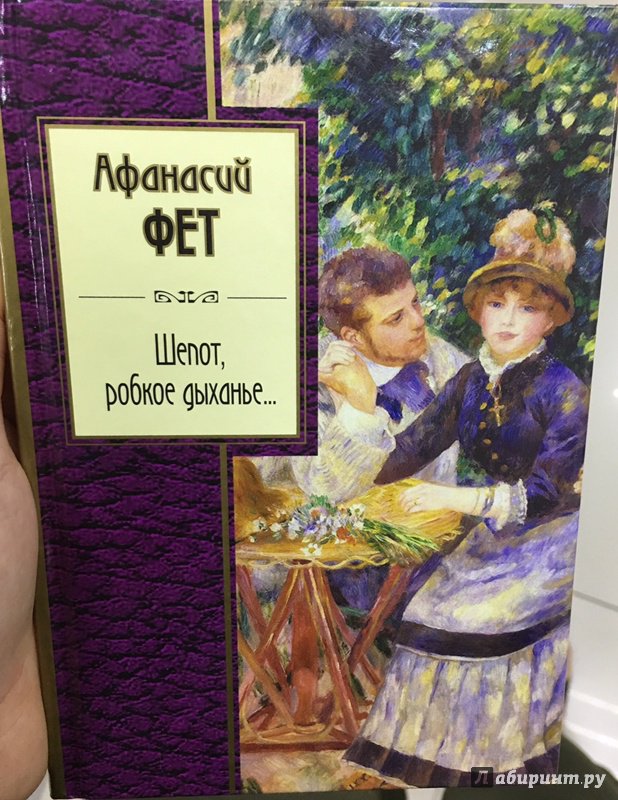 Афанасий
ФЕТ
Шепот,
робкое дыханье...
Лабиринт.ру